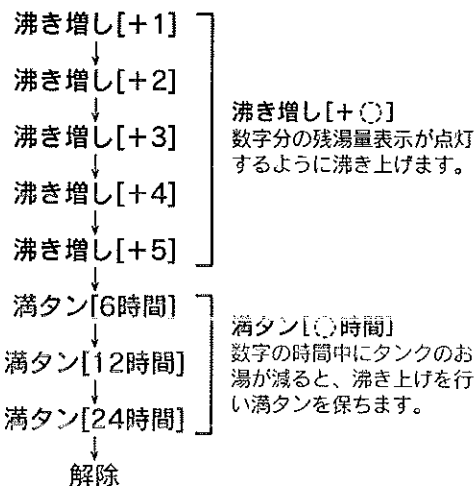 沸き増し[+1]
沸き増し[+2]
沸き増し[+3]
沸き増し[+4]
沸き増し[+5]
沸き増し[+◌]
数字分の残湯量表示が点灯
するように沸き上げます。
満タン[6時間]
満タン[12時間]
満タン[24時間]
満タン[◌時間]
数字の時間中にタンクのお
湯が減ると、沸き上げを行
い満タンを保ちます。
解除